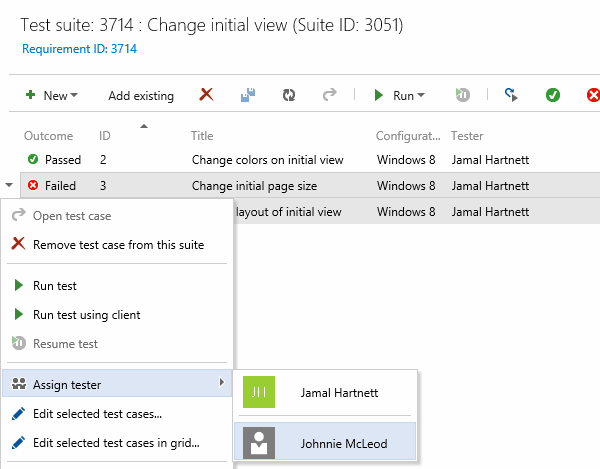 Test suite: 3714 : Change initial view (Suite ID: 3051)
Requirement ID: 3714
New Add existing Run
Outcome ID Title Configurat... Tester
Passed 2 Change colors on initial view Windows 8 Jamal Hartnett
Failed 3 Change initial page size Windows 8 Jamal Hartnett
layout of initial view Windows 8 Jamal Hartnett
Open test case
Remove test case from this suite
Run test
Run test using client
Resume test
Assign tester
JH Jamal Hartnett
Edit selected test cases...
Edit selected test cases in grid...
Johnnie McLeod